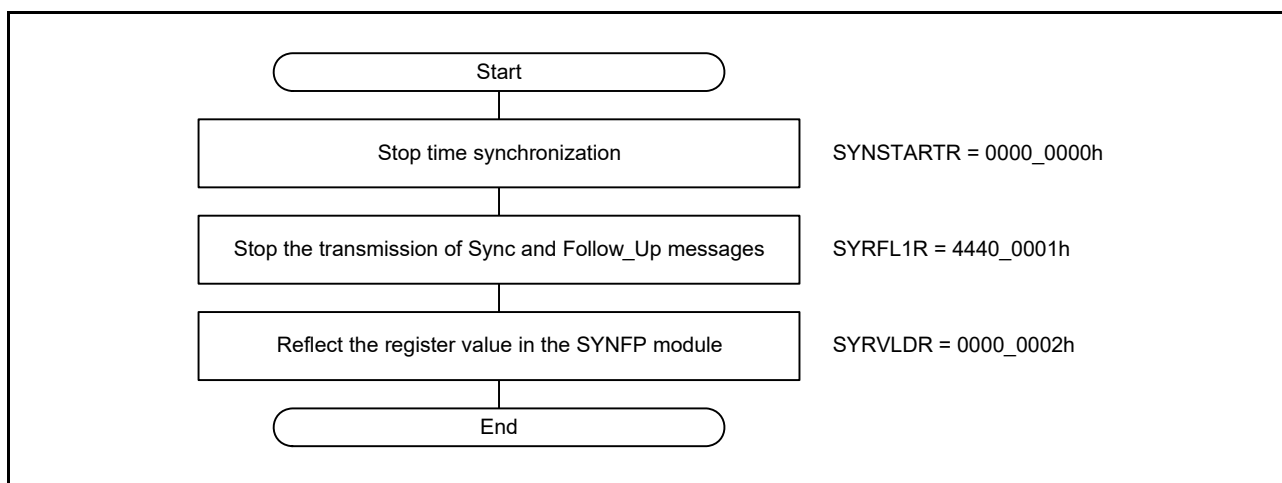 Start
Stop time synchronization
SYNSTARTR = 0000_0000h
Stop the transmission of Sync and Follow_Up messages
SYRFL1R = 4440_0001h
Reflect the register value in the SYNFP module
SYRVLDR = 0000_0002h
End